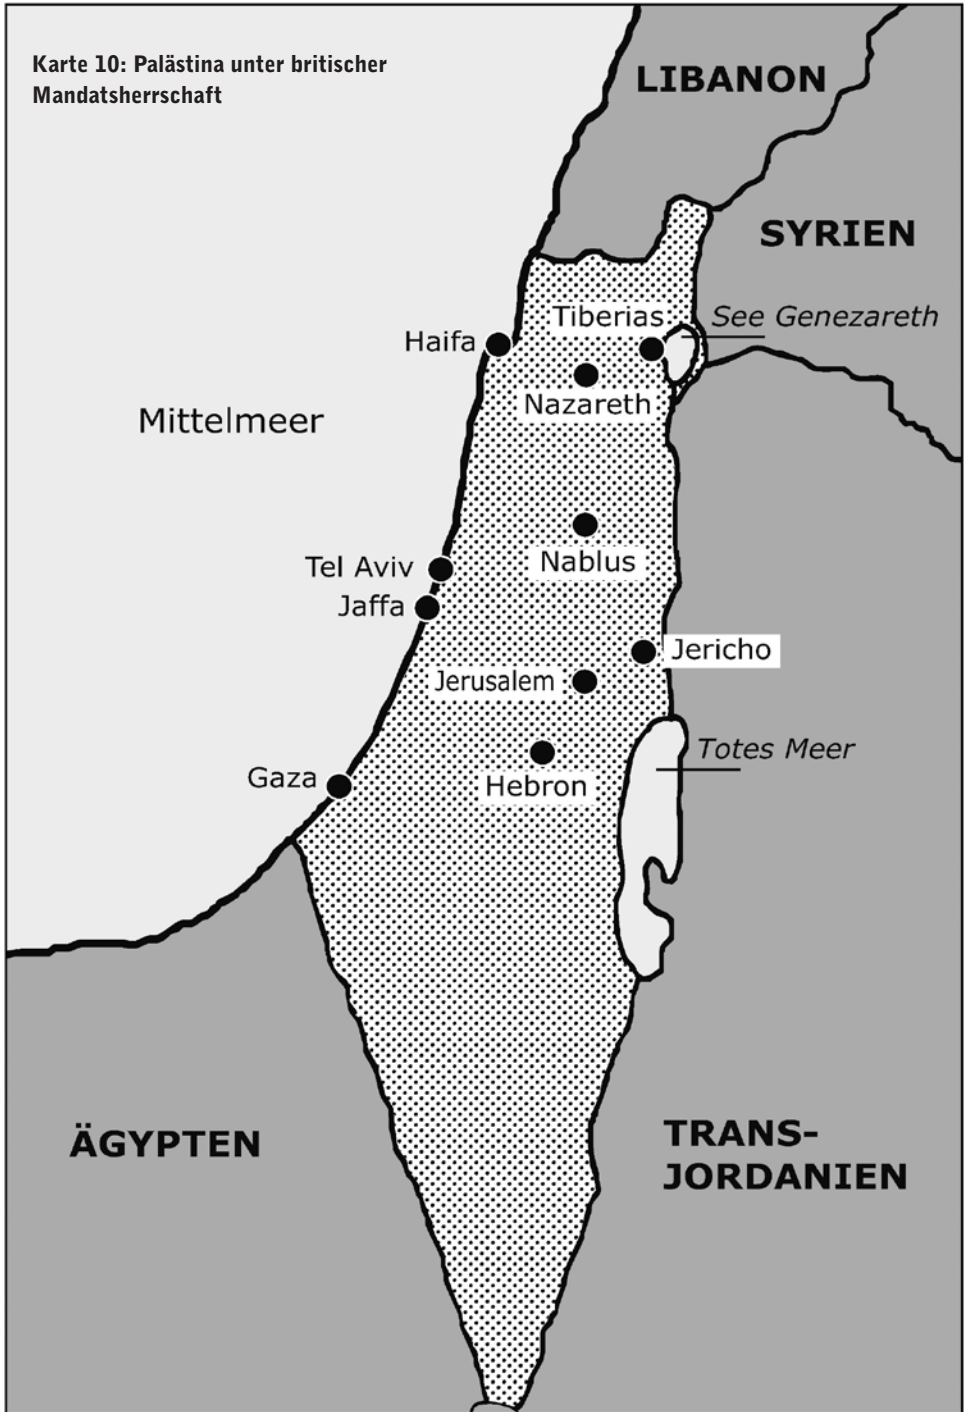 Karte 10: Palästina unter britischer
Mandatsherrschaft
LIBANON
SYRIEN
Tiberias
See Genezareth
Haifa
Nazareth
Mittelmeer
Nablus
Tel Aviv
Jaffa
Jericho
Jerusalem
Totes Meer
Gaza
Hebron
ÄGYPTEN
TRANS-
JORDANIEN